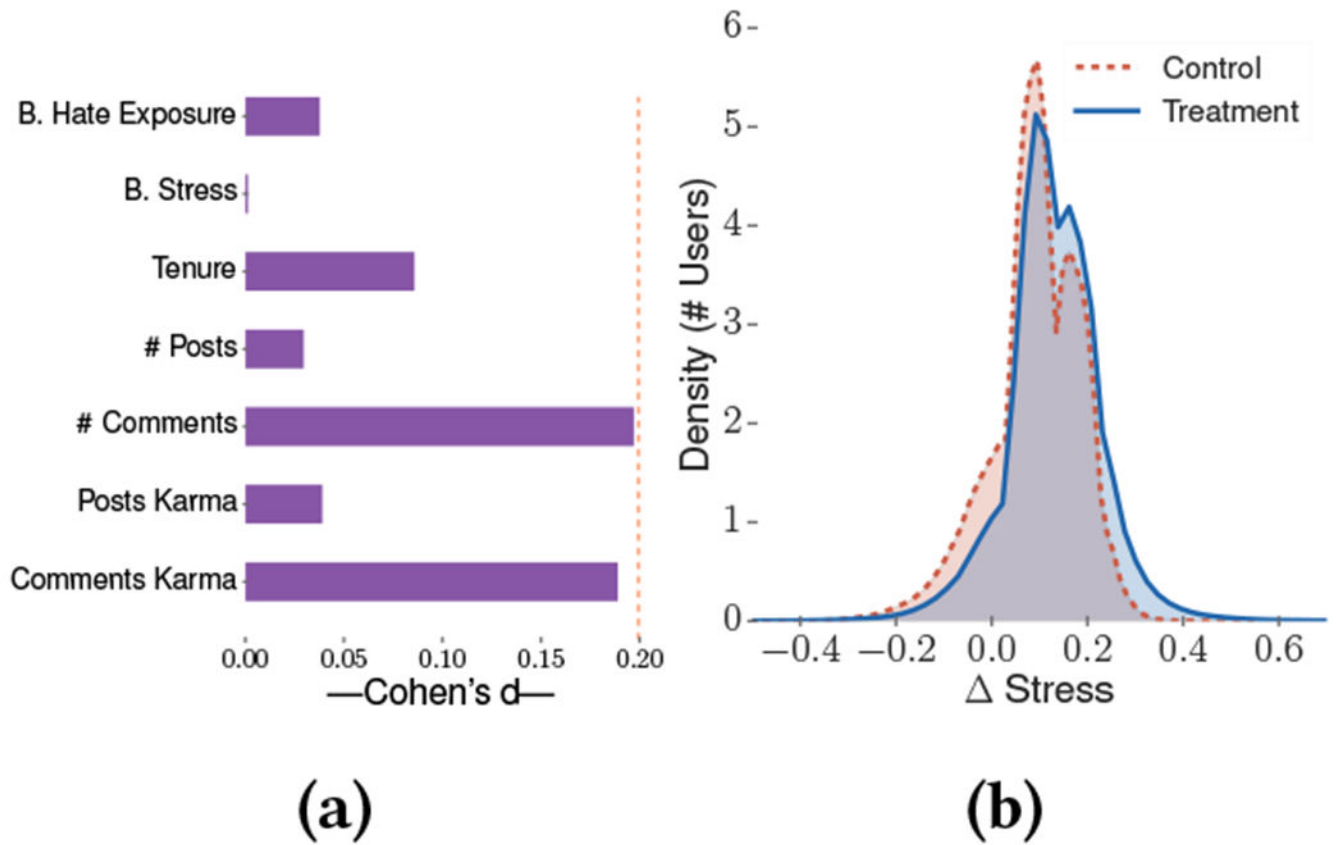 B. Hate Exposure
B. Stress
Tenure
# Posts
# Comments
Posts Karma
Comments Karma
0.00 0.05 0.10 0.15 0.20
—Cohen's d—
(a)
6
5
4
3
2
1
0
Density (# Users)
Control
Treatment
−0.4 −0.2 0.0 0.2 0.4 0.6
Δ Stress
(b)